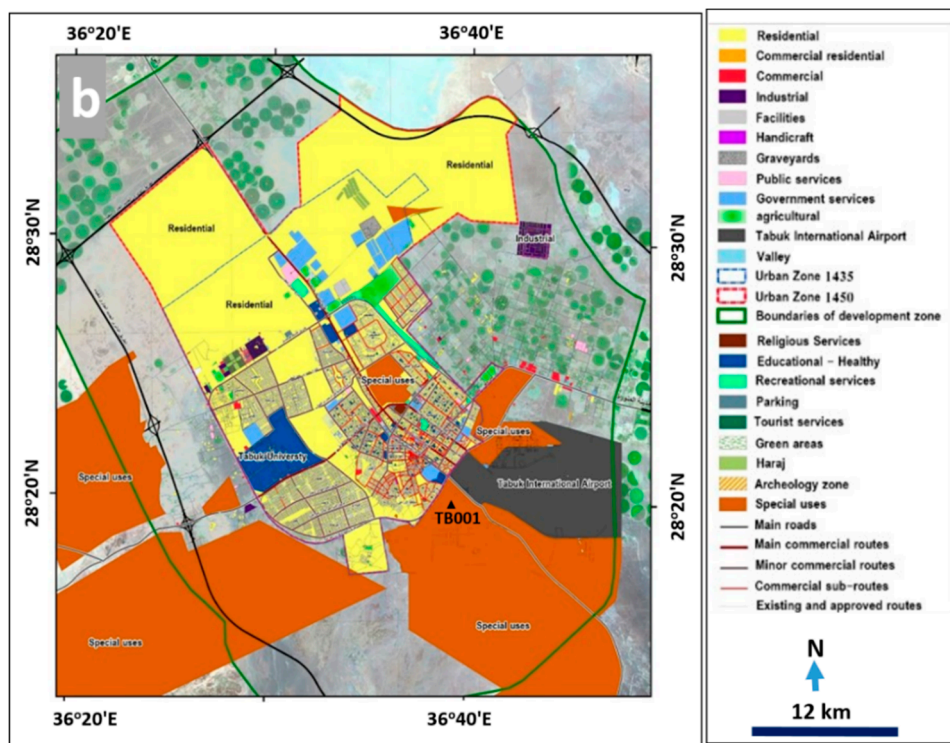 36°20'E
36°40'E
b
Residential
Residential
28°30'N
28°30'N
Industrial
Residential
Special uses
Special uses
Tabuk Universty
Special uses
Tabuk International Airport
28°20'N
28°20'N
TB001
Special uses
Special uses
36°20'E
36°40'E
Residential
Commercial residential
Commercial
Industrial
Facilities
Handicraft
Graveyards
Public services
Government services
agricultural
Tabuk International Airport
Valley
Urban Zone 1435
Urban Zone 1450
Boundaries of development zone
Religious Services
Educational - Healthy
Recreational services
Parking
Tourist services
Green areas
Haraj
Archeology zone
Special uses
Main roads
Main commercial routes
Minor commercial routes
Commercial sub-routes
Existing and approved routes
N
12 km